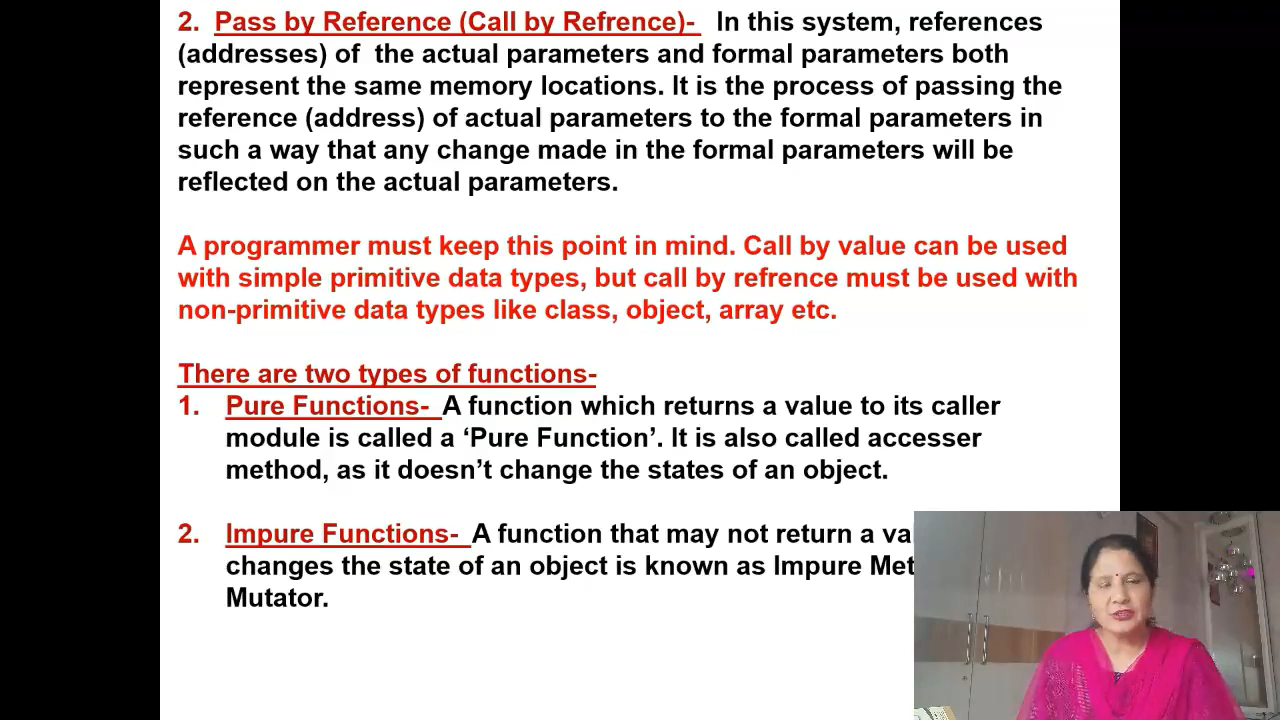 2. Pass by Reference (Call by Refrence)- In this system, references
(addresses) of the actual parameters and formal parameters both
represent the same memory locations. It is the process of passing the
reference (address) of actual parameters to the formal parameters in
such a way that any change made in the formal parameters will be
reflected on the actual parameters.
A programmer must keep this point in mind. Call by value can be used
with simple primitive data types, but call by refrence must be used with
non-primitive data types like class, object, array etc.
There are two types of functions-
1. Pure Functions- A function which returns a value to its caller
module is called a ‘Pure Function’. It is also called accesser
method, as it doesn’t change the states of an object.
2. Impure Functions- A function that may not return a
changes the state of an object is known as Impure
Mutator.